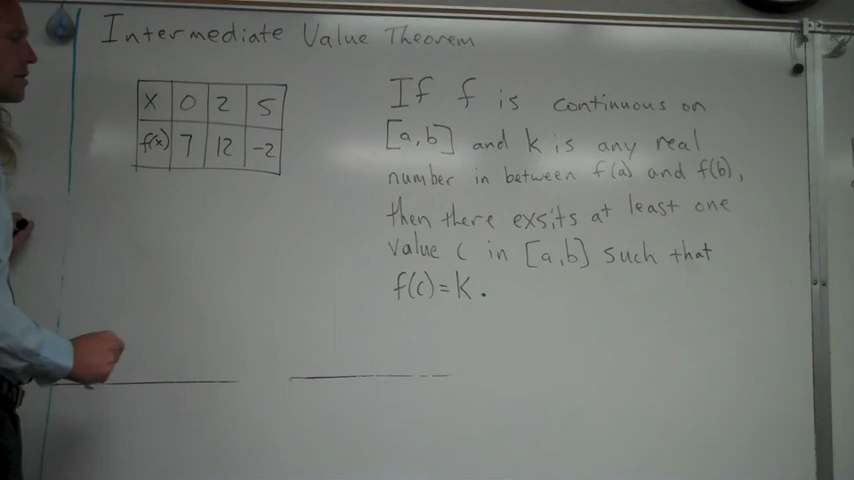 Intermediate Value Theorem
x 0 2 5
f(x) 7 12 -2
If f is continuous on
[a,b] and k is any real
number in between f(a) and f(b),
then there exsits at least one
value c in [a,b] such that
f(c)=k.